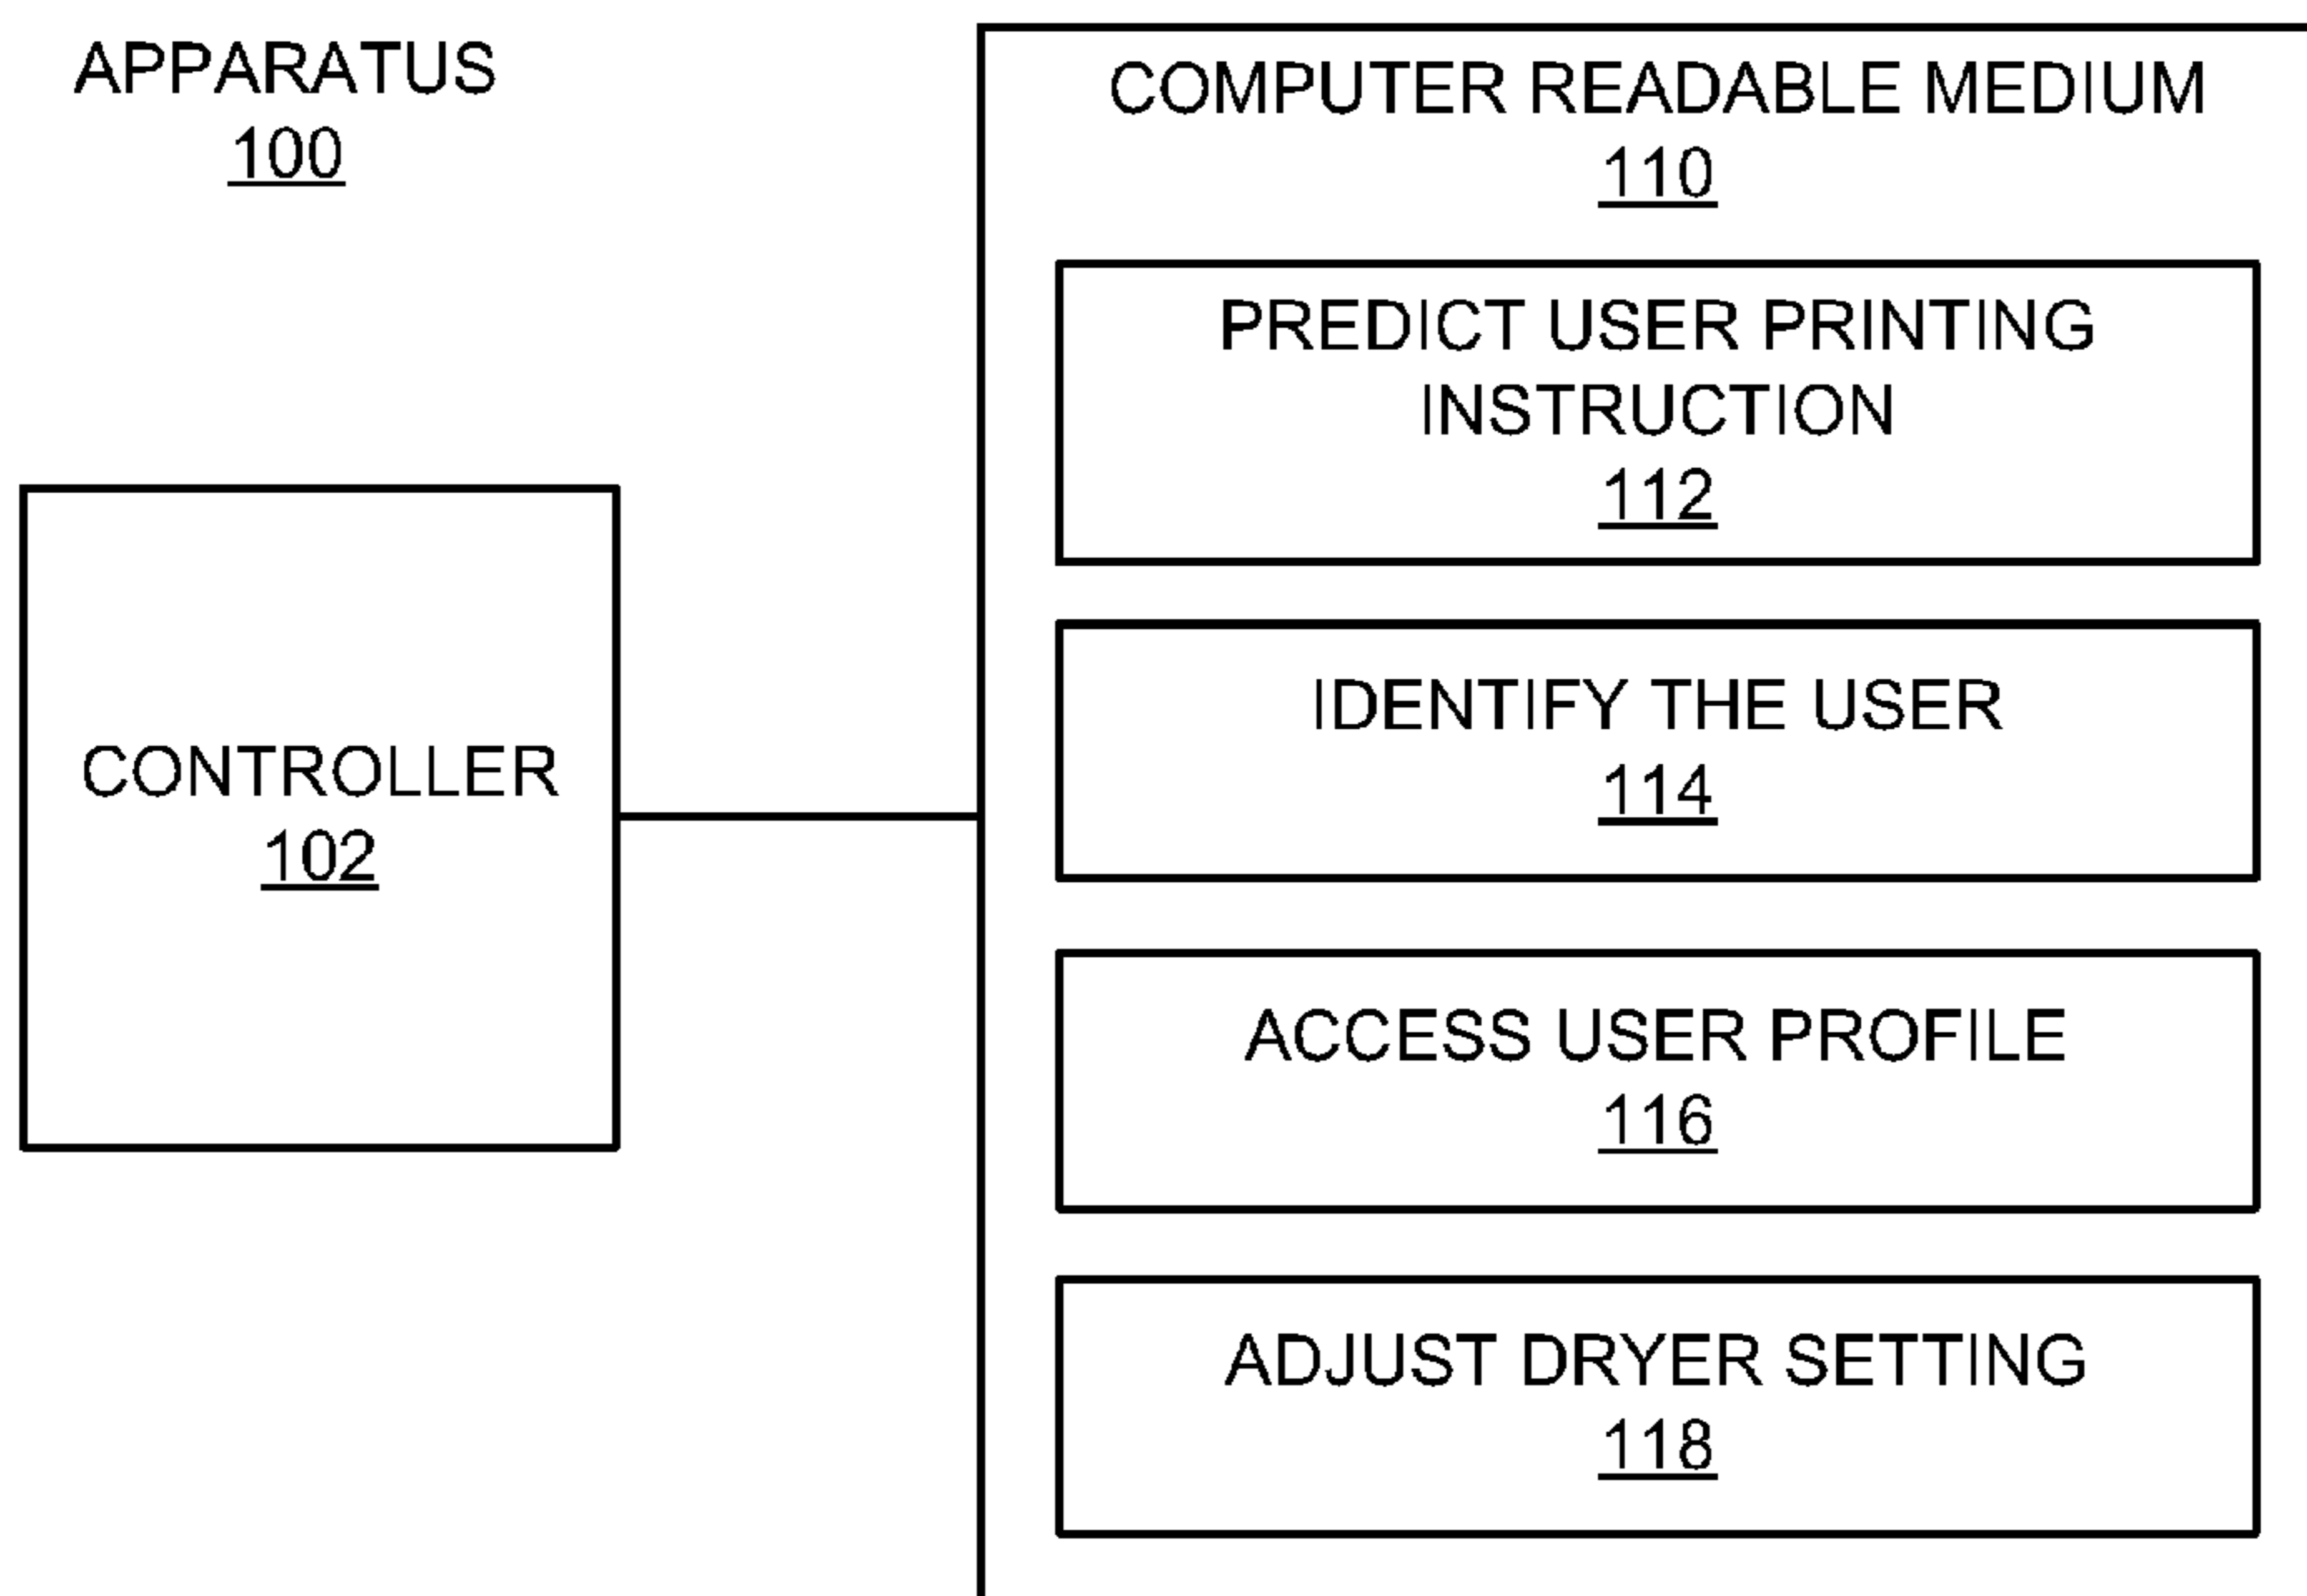 APPARATUS
100
COMPUTER READABLE MEDIUM
110
PREDICT USER PRINTING
INSTRUCTION
112
IDENTIFY THE USER
114
CONTROLLER
102
ACCESS USER PROFILE
116
ADJUST DRYER SETTING
118